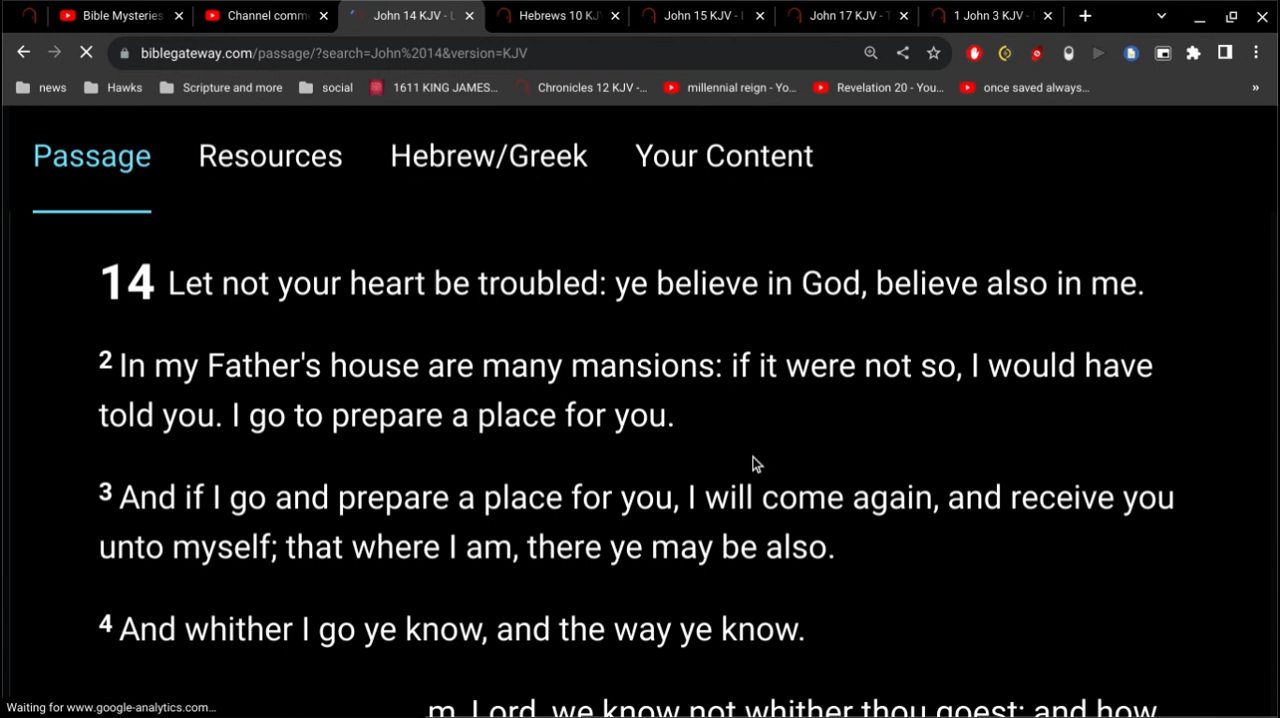 Bible Mysteries
Channel comm
John 14 KJV - L
Hebrews 10 KJ
John 15 KJV -
John 17 KJV - T
1 John 3 KJV -
biblegateway.com/passage/?search=John%2014&version=KJV
news
Hawks
Scripture and more
social
1611 KING JAMES...
Chronicles 12 KJV -...
millennial reign - Yo...
Revelation 20 - You...
once saved always...
»
Passage
Resources
Hebrew/Greek
Your Content
14 Let not your heart be troubled: ye believe in God, believe also in me.
2 In my Father's house are many mansions: if it were not so, I would have
told you. I go to prepare a place for you.
3 And if I go and prepare a place for you, I will come again, and receive you
unto myself; that where I am, there ye may be also.
4 And whither I go ye know, and the way ye know.
m, Lord, we know not whither thou goest; and how
Waiting for www.google-analytics.com...